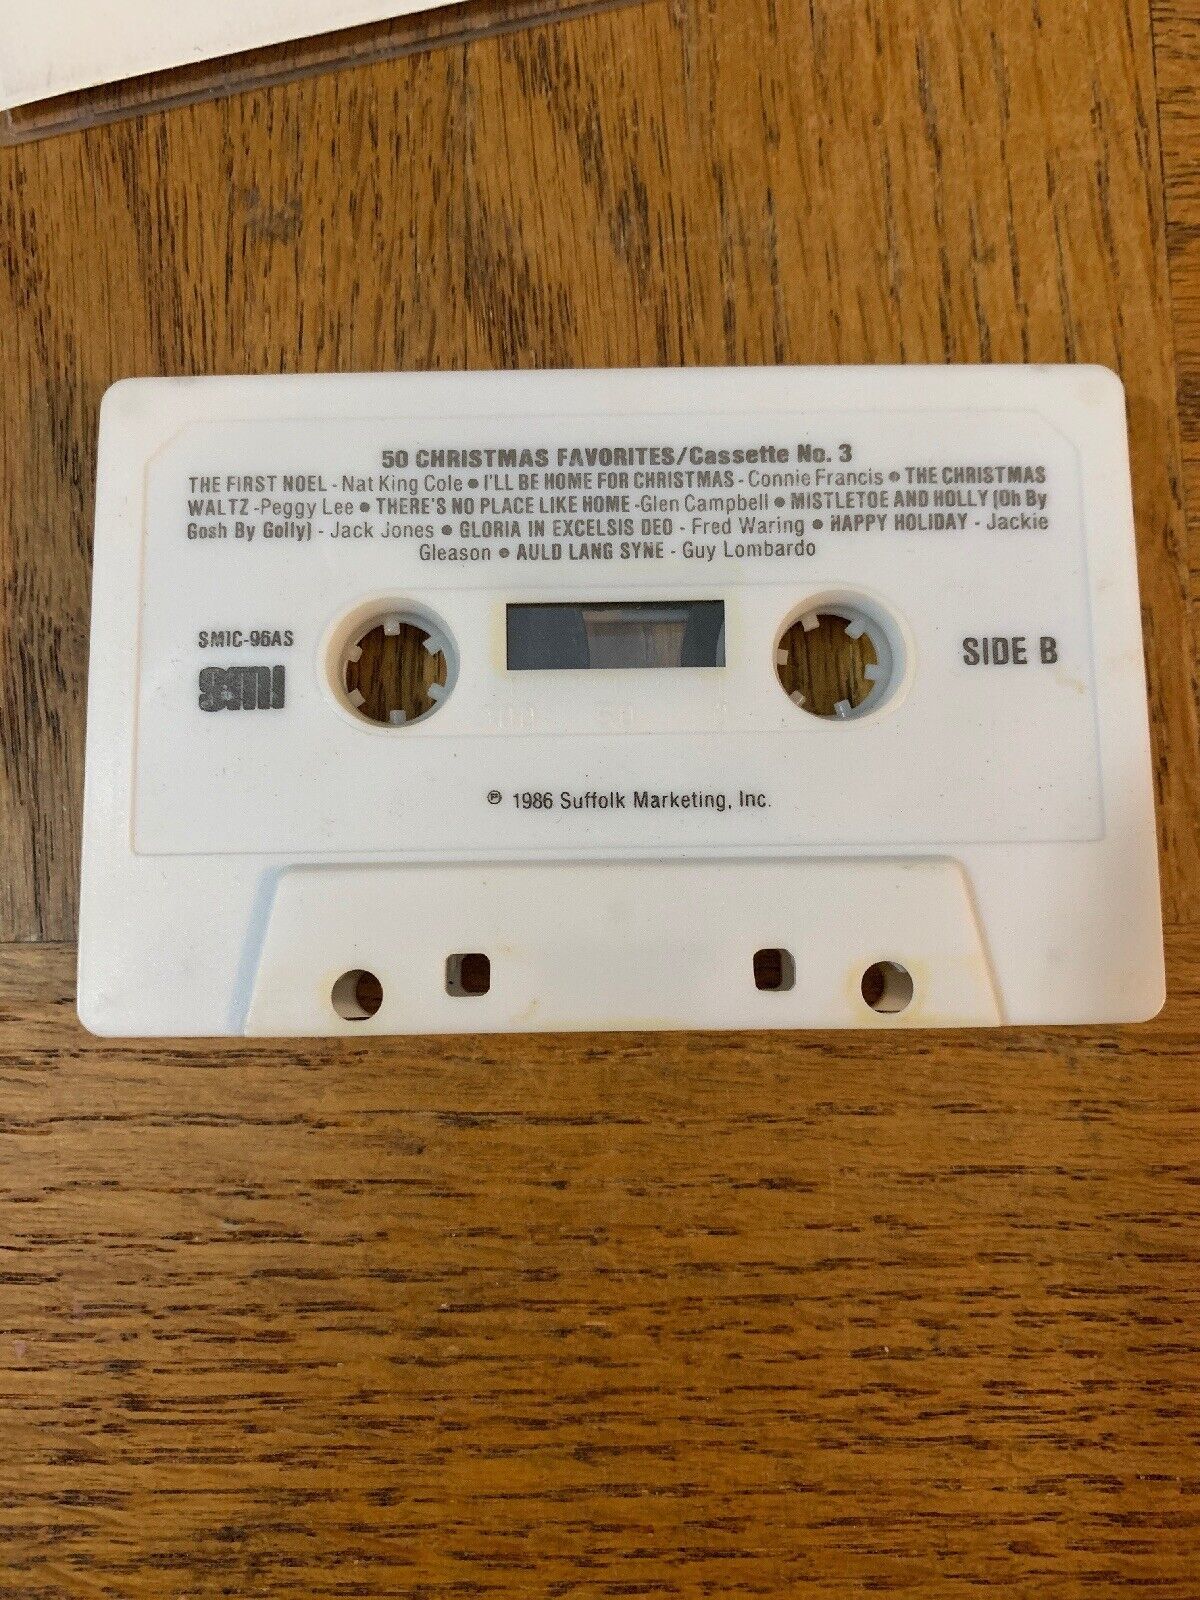 50 CHRISTMAS FAVORITES/Cassette No. 3
THE FIRST NOEL - Nat King Cole • I'LL BE HOME FOR CHRISTMAS - Connie Francis • THE CHRISTMAS
WALTZ -Peggy Lee • THERE'S NO PLACE LIKE HOME -Glen Campbell • MISTLETOE AND HOLLY (Oh By
Gosh By Golly) - Jack Jones • GLORIA IN EXCELSIS DEO - Fred Waring • HAPPY HOLIDAY - Jackie
Gleason • AULD LANG SYNE - Guy Lombardo
SMIC-96AS
SMI
SIDE B
100 50 0
℗ 1986 Suffolk Marketing, Inc.